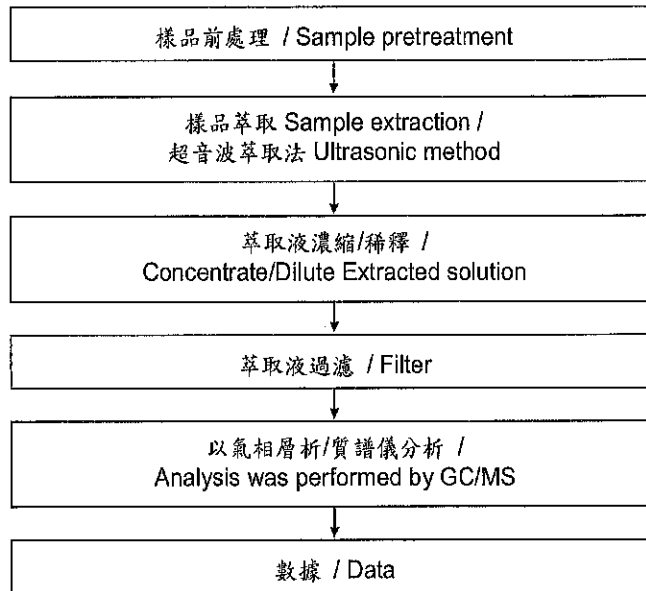 樣品前處理 / Sample pretreatment
樣品萃取 Sample extraction /
超音波萃取法 Ultrasonic method
萃取液濃縮/稀釋 /
Concentrate/Dilute Extracted solution
萃取液過濾 / Filter
以氣相層析/質譜儀分析 /
Analysis was performed by GC/MS
數據 / Data